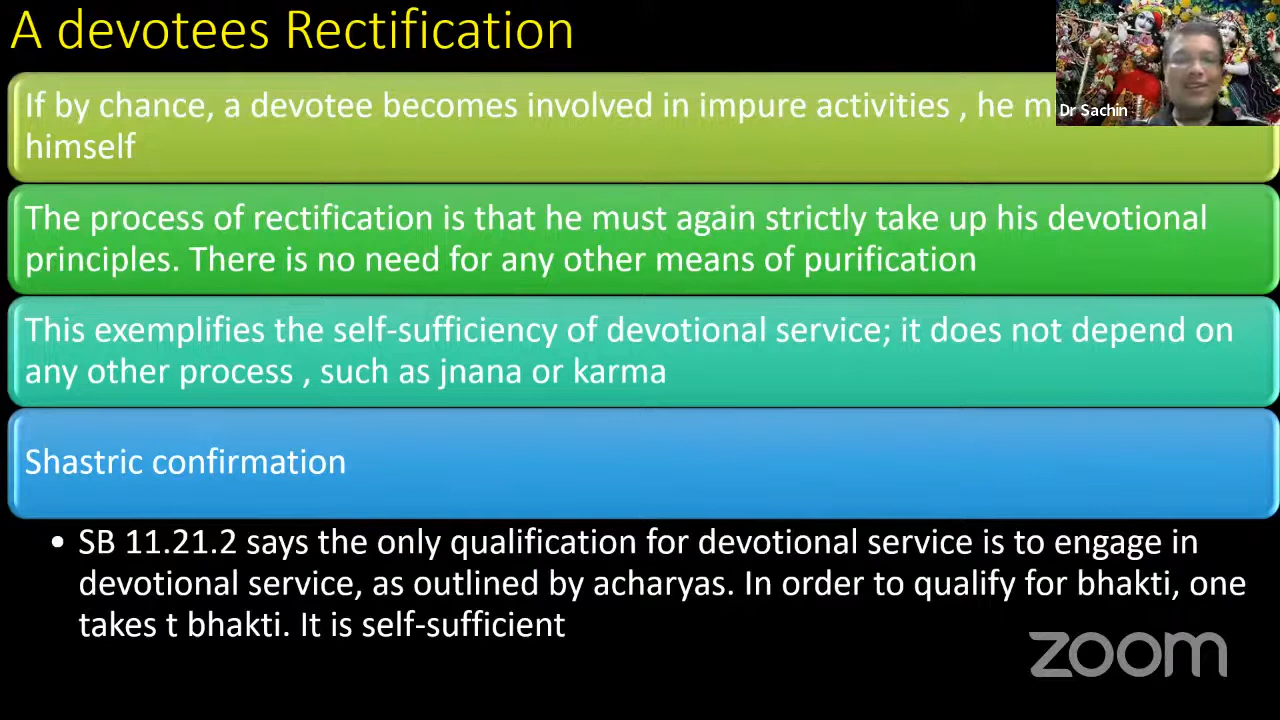 A devotees Rectification
If by chance, a devotee becomes involved in impure activities , he m
himself
The process of rectification is that he must again strictly take up his devotional
principles. There is no need for any other means of purification
This exemplifies the self-sufficiency of devotional service; it does not depend on
any other process , such as jnana or karma
Shastric confirmation
• SB 11.21.2 says the only qualification for devotional service is to engage in
devotional service, as outlined by acharyas. In order to qualify for bhakti, one
takes t bhakti. It is self-sufficient
Dr Sachin
zoom